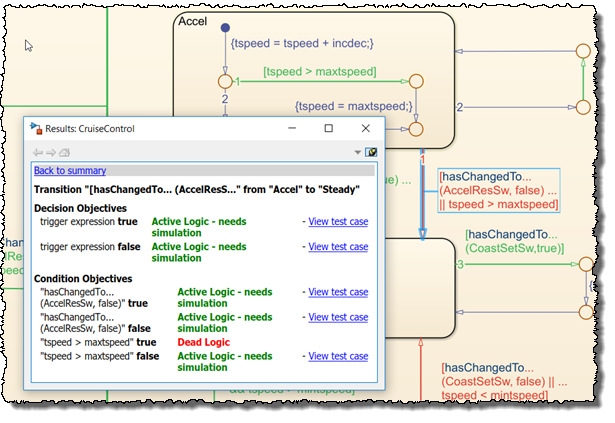 Accel
{tspeed = tspeed + incdec;}
1
[tspeed > maxtspeed]
2
{tspeed = maxtspeed;}
2
1
[hasChangedTo...
(AccelResSw, false) ...
|| tspeed > maxtspeed]
) ...
[hasChangedTo...
(CoastSetSw,true)]
3
{
[hasChangedTo...
(CoastSetSw, false) || ...
tspeed < mintspeed]
&& tspeed < mintspeed]
Results: CruiseControl
Back to summary
Transition "[hasChangedTo... (AccelResS..." from "Accel" to "Steady"
Decision Objectives
trigger expression true Active Logic - needs simulation - View test case
trigger expression false Active Logic - needs simulation - View test case
Condition Objectives
"hasChangedTo... (AccelResSw, false)" true Active Logic - needs simulation - View test case
"hasChangedTo... (AccelResSw, false)" false Active Logic - needs simulation - View test case
"tspeed > maxtspeed" true Dead Logic
"tspeed > maxtspeed" false Active Logic - needs simulation - View test case